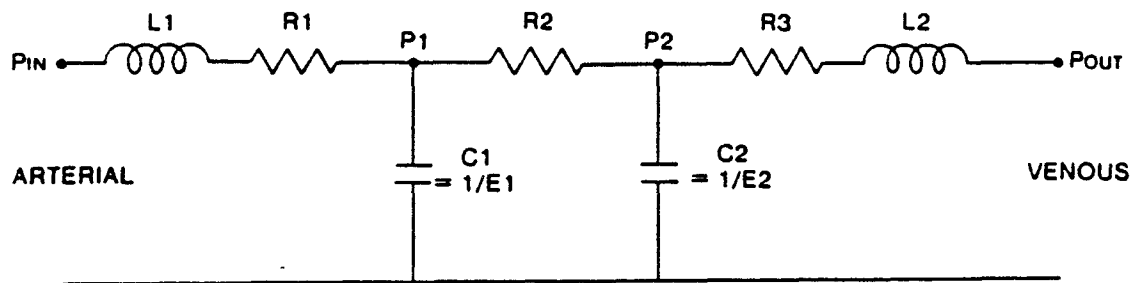 L1 R1 R2 R3 L2
PIN P1 P2 POUT
C1
= 1/E1
C2
= 1/E2
ARTERIAL VENOUS